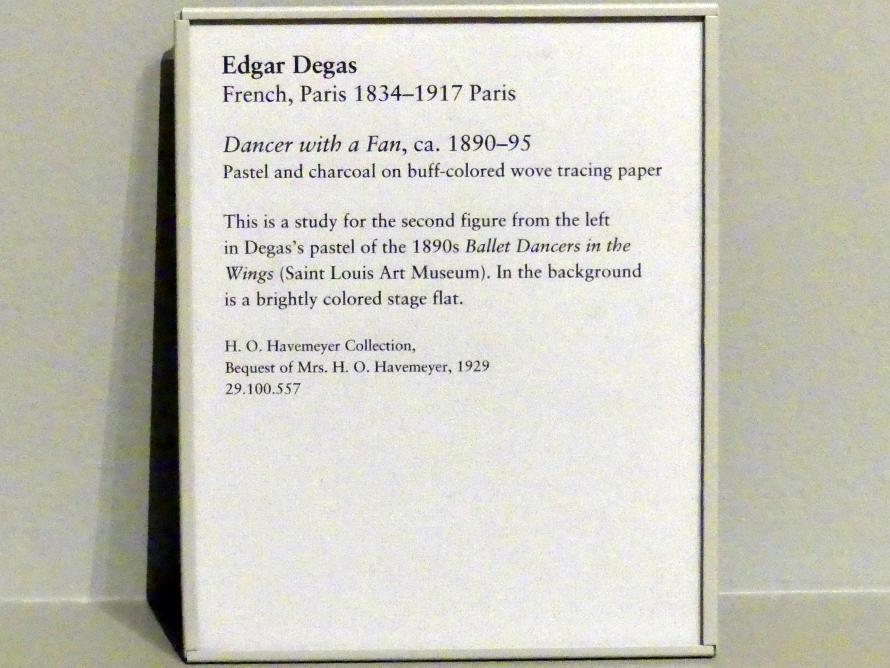 Edgar Degas
French, Paris 1834–1917 Paris
Dancer with a Fan, ca. 1890–95
Pastel and charcoal on buff-colored wove tracing paper
This is a study for the second figure from the left
in Degas's pastel of the 1890s Ballet Dancers in the
Wings (Saint Louis Art Museum). In the background
is a brightly colored stage flat.
H. O. Havemeyer Collection,
Bequest of Mrs. H. O. Havemeyer, 1929
29.100.557